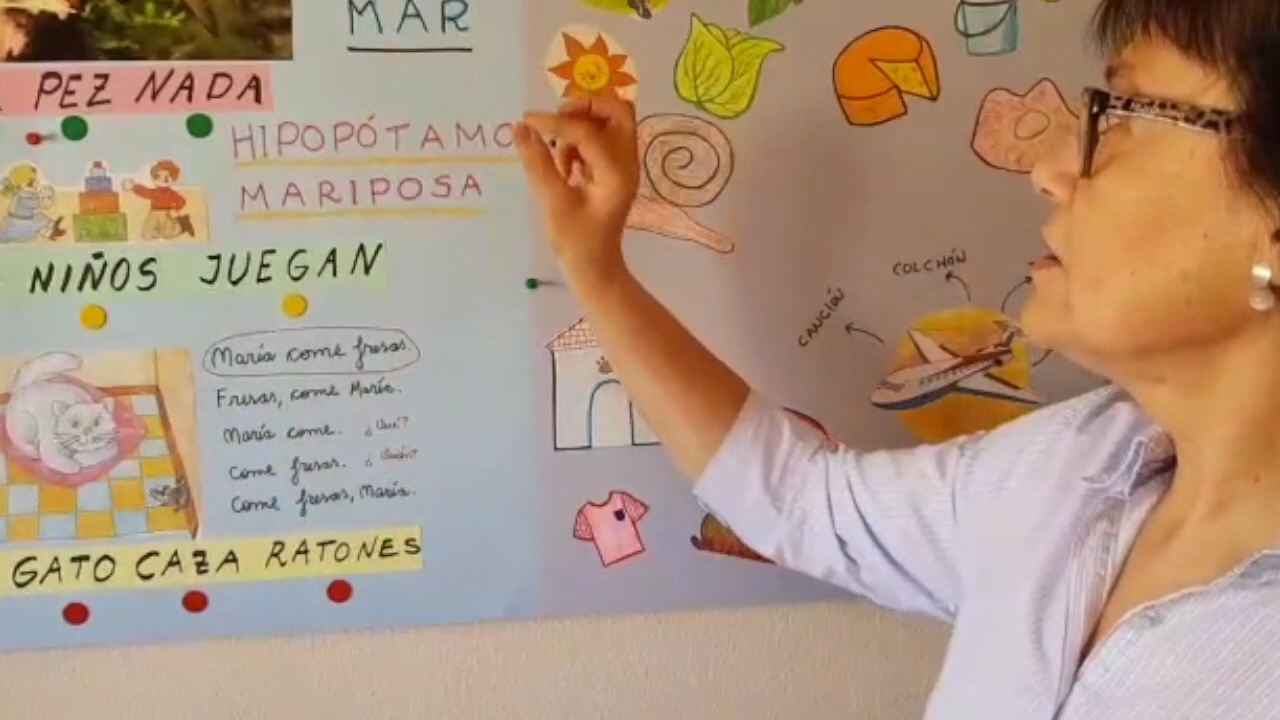 MAR
PEZ NADA
HIPOPÓTAMO
MARIPOSA
NIÑOS JUEGAN
COLCHÓN
CANCIÓN
María come fresas.
Fresas, come María.
María come. ¿Qué?
Come fresas. ¿Quién?
Come fresas, María.
GATO CAZA RATONES